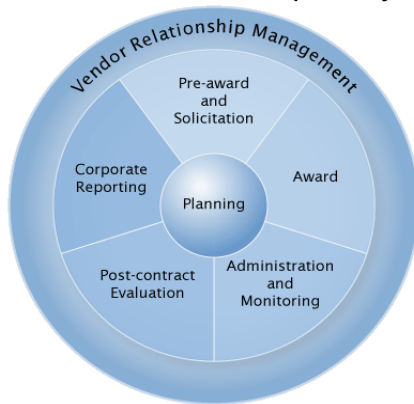 Vendor Relationship Management
Pre-award
and
Solicitation
Corporate
Reporting
Award
Planning
Post-contract
Evaluation
Administration
and
Monitoring